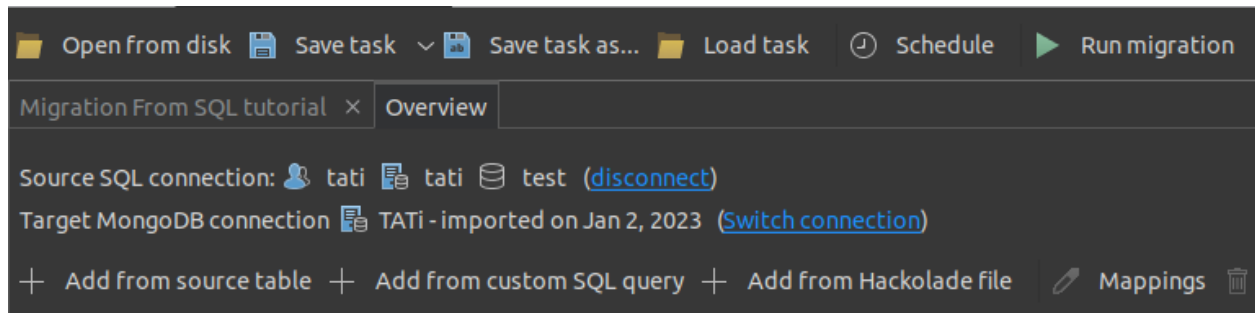 Open from disk Save task Save task as... Load task Schedule Run migration
Migration From SQL tutorial × Overview
Source SQL connection: tati tati test (disconnect)
Target MongoDB connection TATi - imported on Jan 2, 2023 (Switch connection)
+ Add from source table + Add from custom SQL query + Add from Hackolade file Mappings